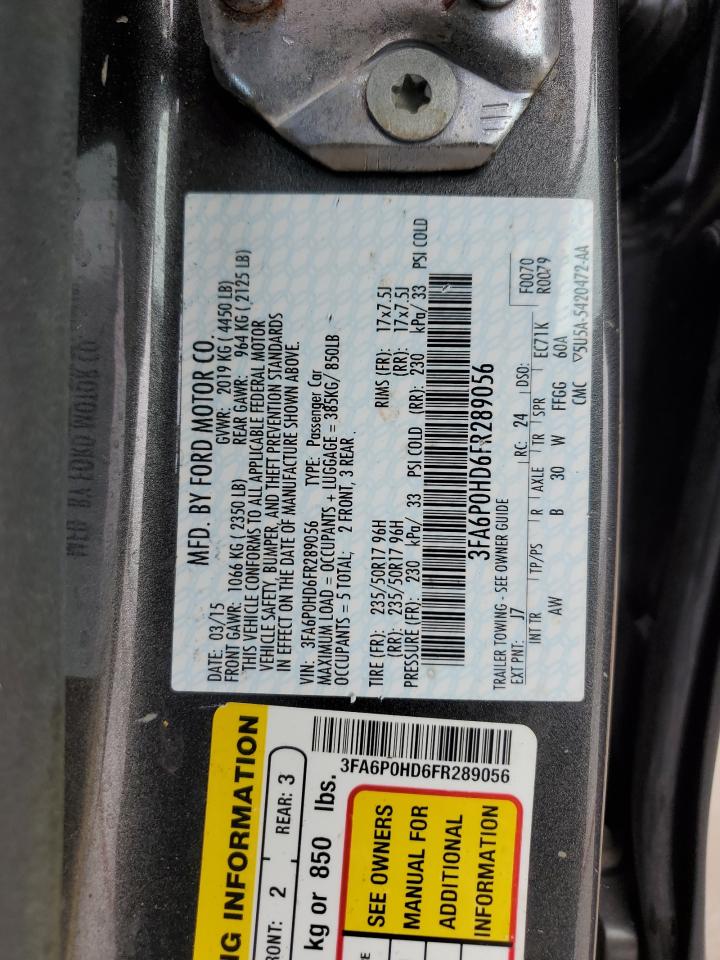 MFD. BY FORD MOTOR CO.
DATE: 03/15 GVWR: 2019 KG ( 4450 LB)
FRONT GAWR: 1066 KG ( 2350 LB) REAR GAWR: 964 KG ( 2125 LB)
THIS VEHICLE CONFORMS TO ALL APPLICABLE FEDERAL MOTOR
VEHICLE SAFETY, BUMPER, AND THEFT PREVENTION STANDARDS
IN EFFECT ON THE DATE OF MANUFACTURE SHOWN ABOVE.
VIN: 3FA6P0HD6FR289056 TYPE: Passenger Car
MAXIMUM LOAD = OCCUPANTS + LUGGAGE = 385KG/ 850LB
OCCUPANTS = 5 TOTAL; 2 FRONT, 3 REAR
TIRE (FR): 235/50R17 96H RIMS (FR): 17x7.5J
(RR): 235/50R17 96H (RR): 17x7.5J
PRESSURE (FR): 230 kPa/ 33 PSI COLD (RR): 230 kPa/ 33 PSI COLD
3FA6P0HD6FR289056
TRAILER TOWING - SEE OWNER GUIDE
F0070
R0079
EXT PNT: J7 RC: 24 DSO:
INT TR TP/PS R AXLE TR SPR EC71K
AW B 30 W FFGG 60A
CMC 5U5A-5420472-AA
3FA6P0HD6FR289056
NG INFORMATION
RONT: 2 REAR: 3
kg or 850 lbs.
SEE OWNERS
MANUAL FOR
ADDITIONAL
INFORMATION